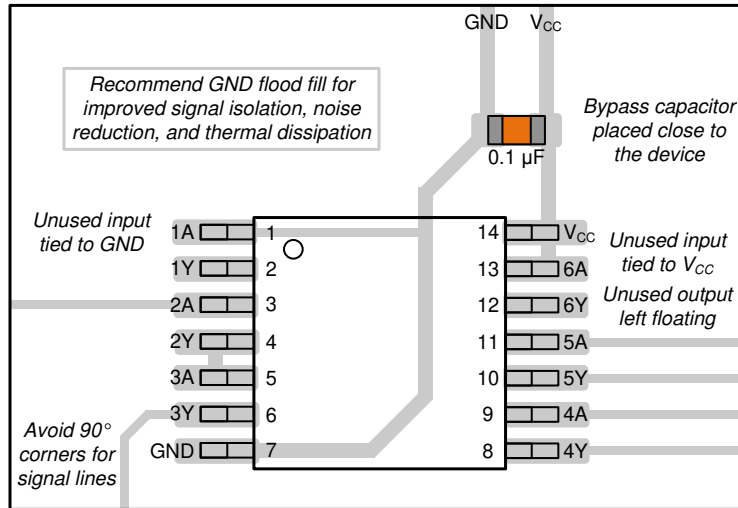 GND VCC
Recommend GND flood fill for
improved signal isolation, noise
reduction, and thermal dissipation
Bypass capacitor
placed close to
the device
0.1 µF
Unused input
tied to GND
1A 1 14 VCC
Unused input
tied to VCC
1Y 2 13 6A
2A 3 12 6Y
Unused output
left floating
2Y 4 11 5A
3A 5 10 5Y
3Y 6 9 4A
Avoid 90°
corners for
signal lines
GND 7 8 4Y